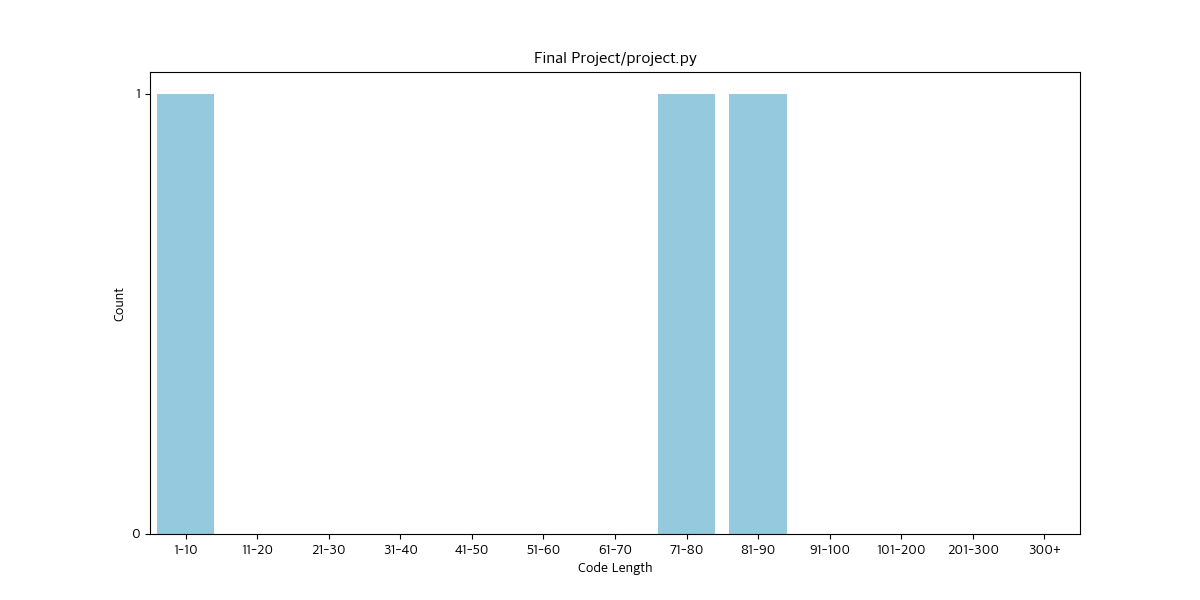 Final Project/project.py
1
0
Count
1-10 11-20 21-30 31-40 41-50 51-60 61-70 71-80 81-90 91-100 101-200 201-300 300+
Code Length